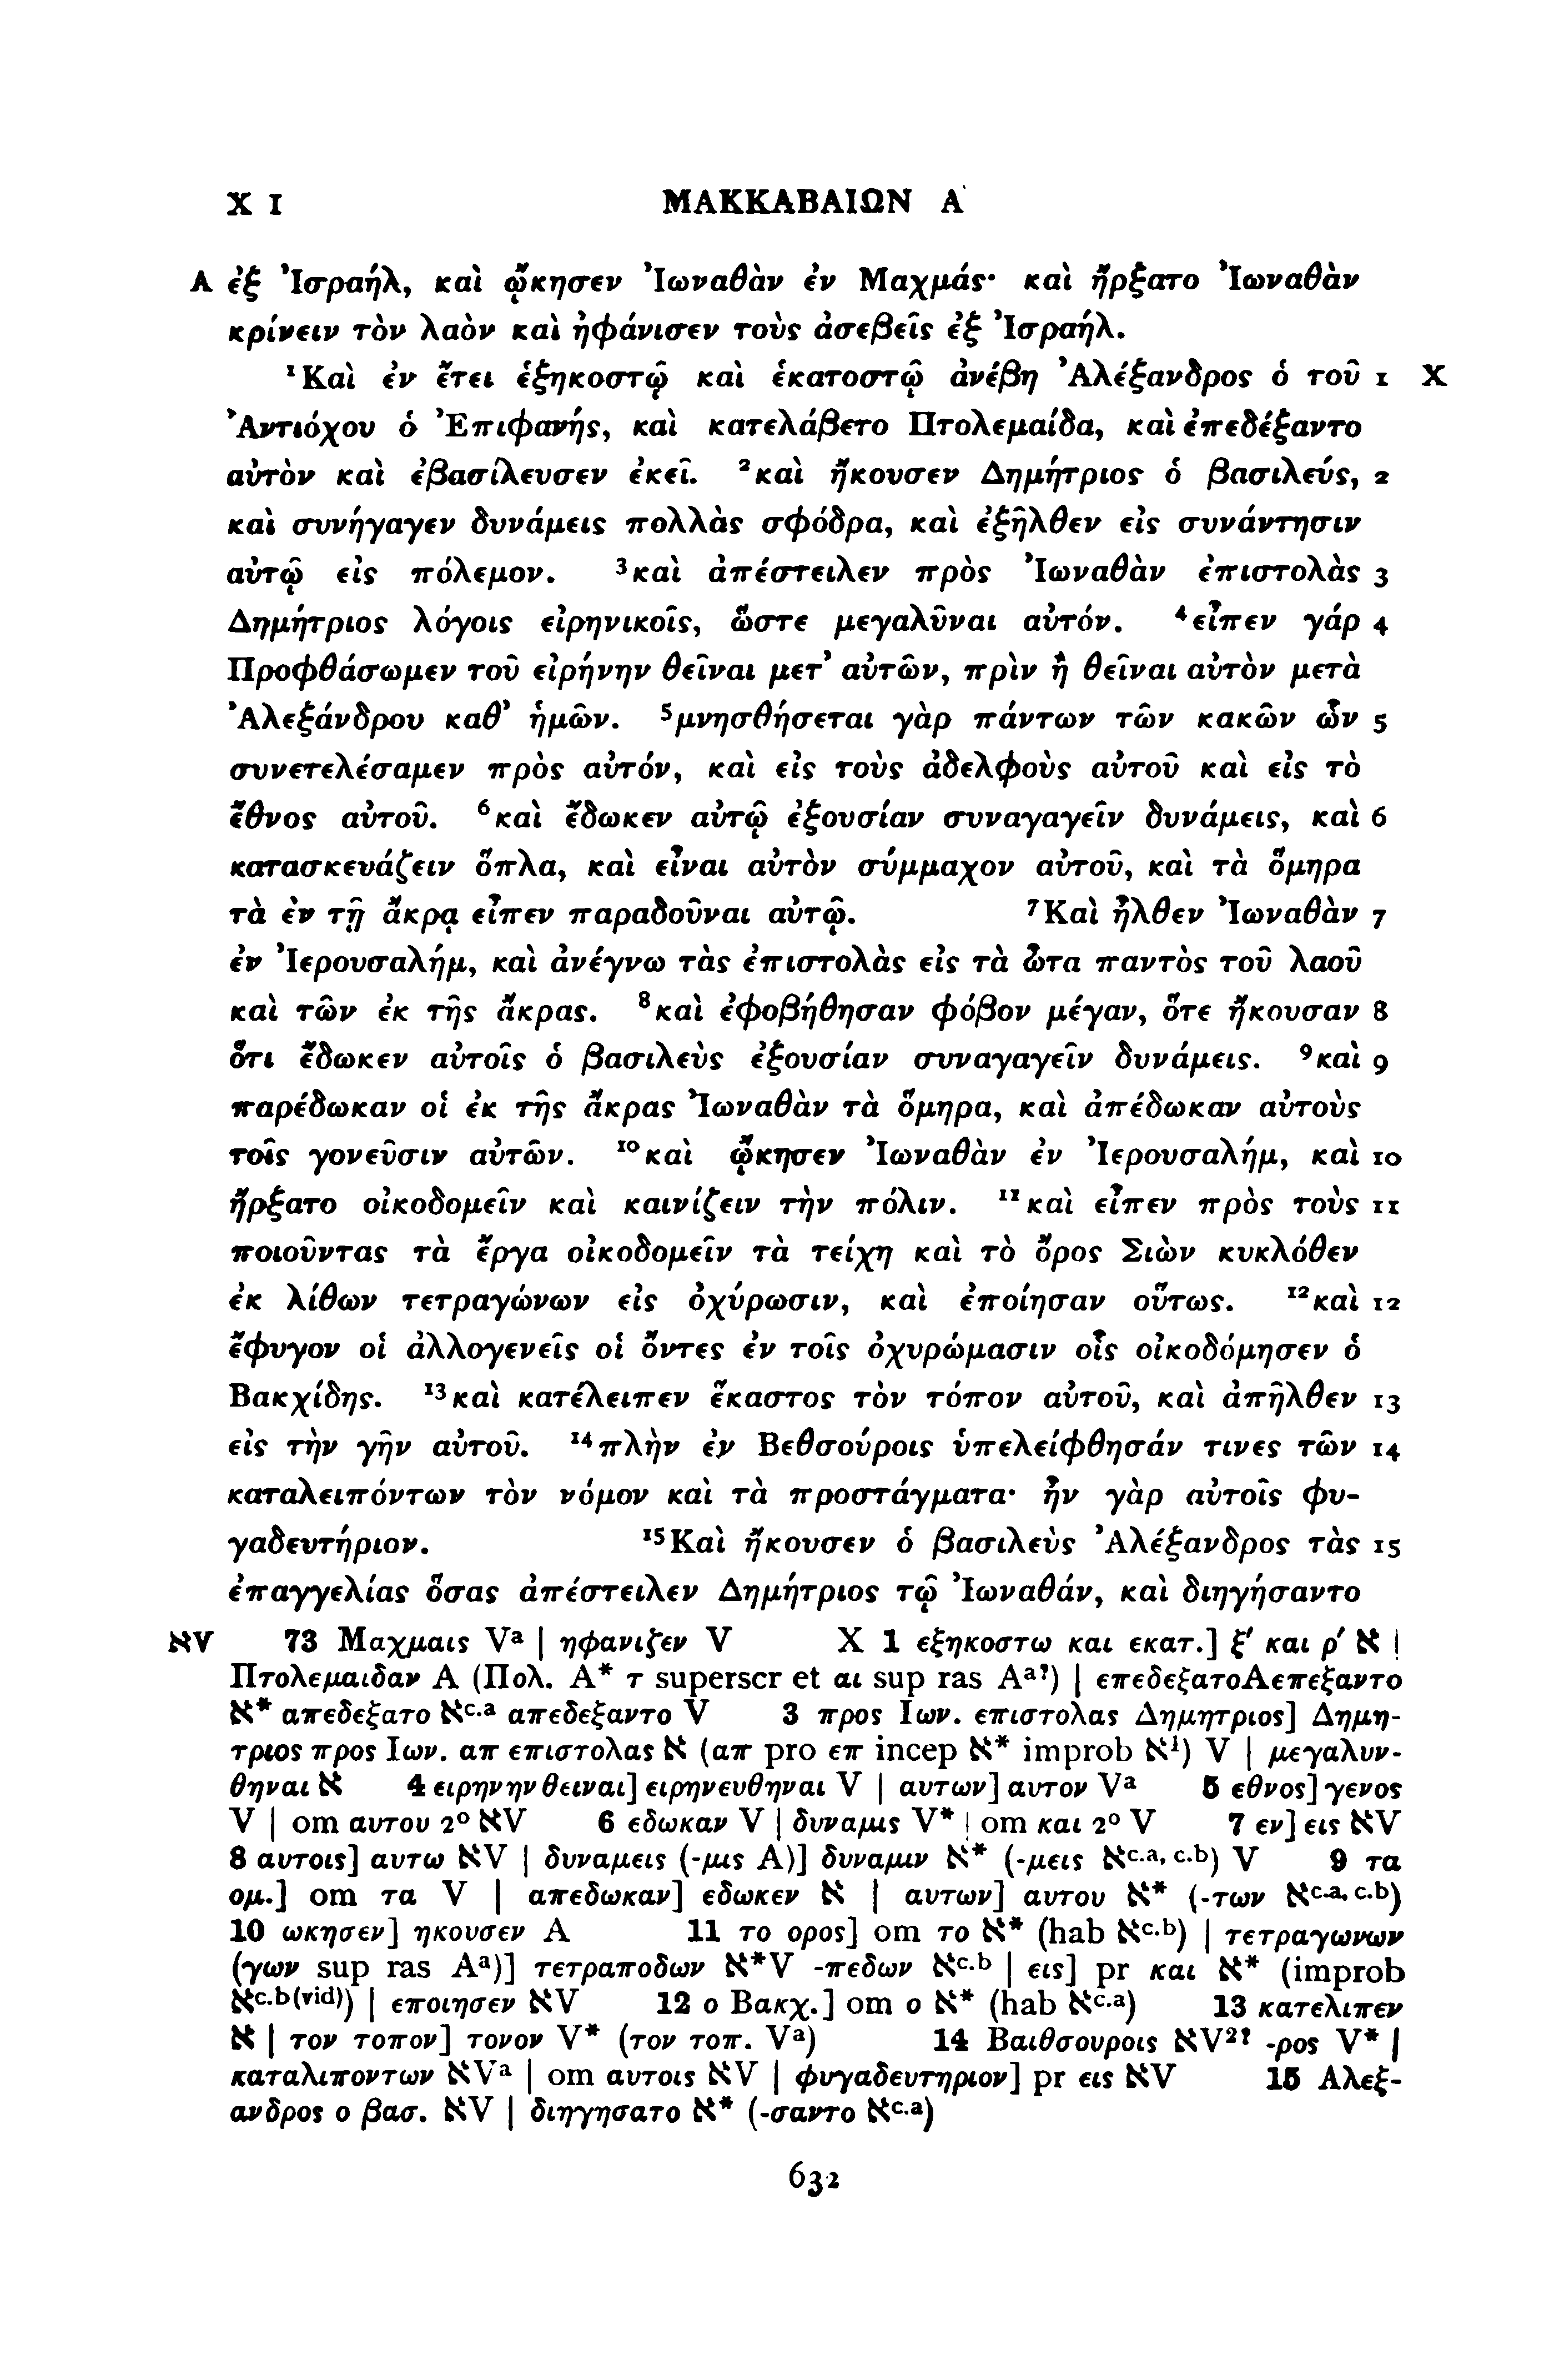 X 1 ΜΑΚΚΑΒΑΙΩΝ Α΄
A ἐξ Ἰσραήλ, καὶ ᾤκησεν Ἰωναθὰν ἐν Μαχμάς· καὶ ἤρξατο Ἰωναθὰν
κρίνειν τὸν λαὸν καὶ ἠφάνισεν τοὺς ἀσεβεῖς ἐξ Ἰσραήλ.
¹Καὶ ἐν ἔτει ἑξηκοστῷ καὶ ἑκατοστῷ ἀνέβη Ἀλέξανδρος ὁ τοῦ 1 X
Ἀντιόχου ὁ Ἐπιφανής, καὶ κατελάβετο Πτολεμαίδα, καὶ ἐπεδέξαντο
αὐτὸν καὶ ἐβασίλευσεν ἐκεῖ. ²καὶ ἤκουσεν Δημήτριος ὁ βασιλεύς, 2
καὶ συνήγαγεν δυνάμεις πολλὰς σφόδρα, καὶ ἐξῆλθεν εἰς συνάντησιν
αὐτῷ εἰς πόλεμον. ³καὶ ἀπέστειλεν πρὸς Ἰωναθὰν ἐπιστολὰς 3
Δημήτριος λόγοις εἰρηνικοῖς, ὥστε μεγαλῦναι αὐτόν. ⁴εἶπεν γάρ 4
Προφθάσωμεν τοῦ εἰρήνην θεῖναι μετ᾽ αὐτῶν, πρὶν ἢ θεῖναι αὐτὸν μετὰ
Ἀλεξάνδρου καθ᾽ ἡμῶν. ⁵μνησθήσεται γὰρ πάντων τῶν κακῶν ὧν 5
συνετελέσαμεν πρὸς αὐτόν, καὶ εἰς τοὺς ἀδελφοὺς αὐτοῦ καὶ εἰς τὸ
ἔθνος αὐτοῦ. ⁶καὶ ἔδωκεν αὐτῷ ἐξουσίαν συναγαγεῖν δυνάμεις, καὶ 6
κατασκευάζειν ὅπλα, καὶ εἶναι αὐτὸν σύμμαχον αὐτοῦ, καὶ τὰ ὅμηρα
τὰ ἐν τῇ ἄκρᾳ εἶπεν παραδοῦναι αὐτῷ. ⁷Καὶ ἦλθεν Ἰωναθὰν 7
ἐν Ἰερουσαλήμ, καὶ ἀνέγνω τὰς ἐπιστολὰς εἰς τὰ ὦτα παντὸς τοῦ λαοῦ
καὶ τῶν ἐκ τῆς ἄκρας. ⁸καὶ ἐφοβήθησαν φόβον μέγαν, ὅτε ἤκουσαν 8
ὅτι ἔδωκεν αὐτοῖς ὁ βασιλεὺς ἐξουσίαν συναγαγεῖν δυνάμεις. ⁹καὶ 9
παρέδωκαν οἱ ἐκ τῆς ἄκρας Ἰωναθὰν τὰ ὅμηρα, καὶ ἀπέδωκαν αὐτοὺς
τοῖς γονεῦσιν αὐτῶν. ¹⁰καὶ ᾤκησεν Ἰωναθὰν ἐν Ἰερουσαλήμ, καὶ 10
ἤρξατο οἰκοδομεῖν καὶ καινίζειν τὴν πόλιν. ¹¹καὶ εἶπεν πρὸς τοὺς 11
ποιοῦντας τὰ ἔργα οἰκοδομεῖν τὰ τείχη καὶ τὸ ὄρος Σιὼν κυκλόθεν
ἐκ λίθων τετραγώνων εἰς ὀχύρωσιν, καὶ ἐποίησαν οὕτως. ¹²καὶ 12
ἔφυγον οἱ ἀλλογενεῖς οἱ ὄντες ἐν τοῖς ὀχυρώμασιν οἷς οἰκοδόμησεν ὁ
Βακχίδης. ¹³καὶ κατέλειπεν ἕκαστος τὸν τόπον αὐτοῦ, καὶ ἀπῆλθεν 13
εἰς τὴν γῆν αὐτοῦ. ¹⁴πλὴν ἐν Βεθσούροις ὑπελείφθησάν τινες τῶν 14
καταλειπόντων τὸν νόμον καὶ τὰ προστάγματα· ἦν γὰρ αὐτοῖς φυ-
γαδευτήριον. ¹⁵Καὶ ἤκουσεν ὁ βασιλεὺς Ἀλέξανδρος τὰς 15
ἐπαγγελίας ὅσας ἀπέστειλεν Δημήτριος τῷ Ἰωναθάν, καὶ διηγήσαντο
ℵV 73 Μαχμαις Vᵃ | ηφανιζεν V X 1 εξηκοστω και εκατ.] ξ′ και ρ′ ℵ |
Πτολεμαιδαν A (Πολ. A* τ superscr et αι sup ras Aᵃ?) | επεδεξατοAεπεξαντο
ℵ* απεδεξατο ℵᶜ·ᵃ απεδεξαντο V 3 προς Ιων. επιστολας Δημητριος] Δημη-
τριος προς Ιων. απ επιστολας ℵ (απ pro επ incep ℵ* improb ℵ¹) V | μεγαλυν-
θηναι ℵ 4 ειρηνην θειναι] ειρηνευθηναι V | αυτων] αυτον Vᵃ 5 εθνος] γενος
V | om αυτου 2° ℵV 6 εδωκαν V | δυναμις V* | om και 2° V 7 εν] εις ℵV
8 αυτοις] αυτω ℵV | δυναμεις (-μις A)] δυναμιν ℵ* (-μεις ℵᶜ·ᵃ, ᶜ·ᵇ) V 9 τα
ομ.] om τα V | απεδωκαν] εδωκεν ℵ | αυτων] αυτου ℵ* (-των ℵᶜ·ᵃ, ᶜ·ᵇ)
10 ωκησεν] ηκουσεν A 11 το ορος] om το ℵ* (hab ℵᶜ·ᵇ) | τετραγωνων
(γων sup ras Aᵃ)] τετραποδων ℵ*V -πεδων ℵᶜ·ᵇ | εις] pr και ℵ* (improb
ℵᶜ·ᵇ⁽ᵛⁱᵈ⁾) | εποιησεν ℵV 12 ο Βακχ.] om ο ℵ* (hab ℵᶜ·ᵃ) 13 κατελιπεν
ℵ | τον τοπον] τονον V* (τον τοπ. Vᵃ) 14 Βαιθσουροις ℵV²? -ρος V* |
καταλιποντων ℵVᵃ | om αυτοις ℵV | φυγαδευτηριον] pr εις ℵV 15 Αλεξ-
ανδρος ο βασ. ℵV | διηγησατο ℵ* (-σαντο ℵᶜ·ᵃ)
632